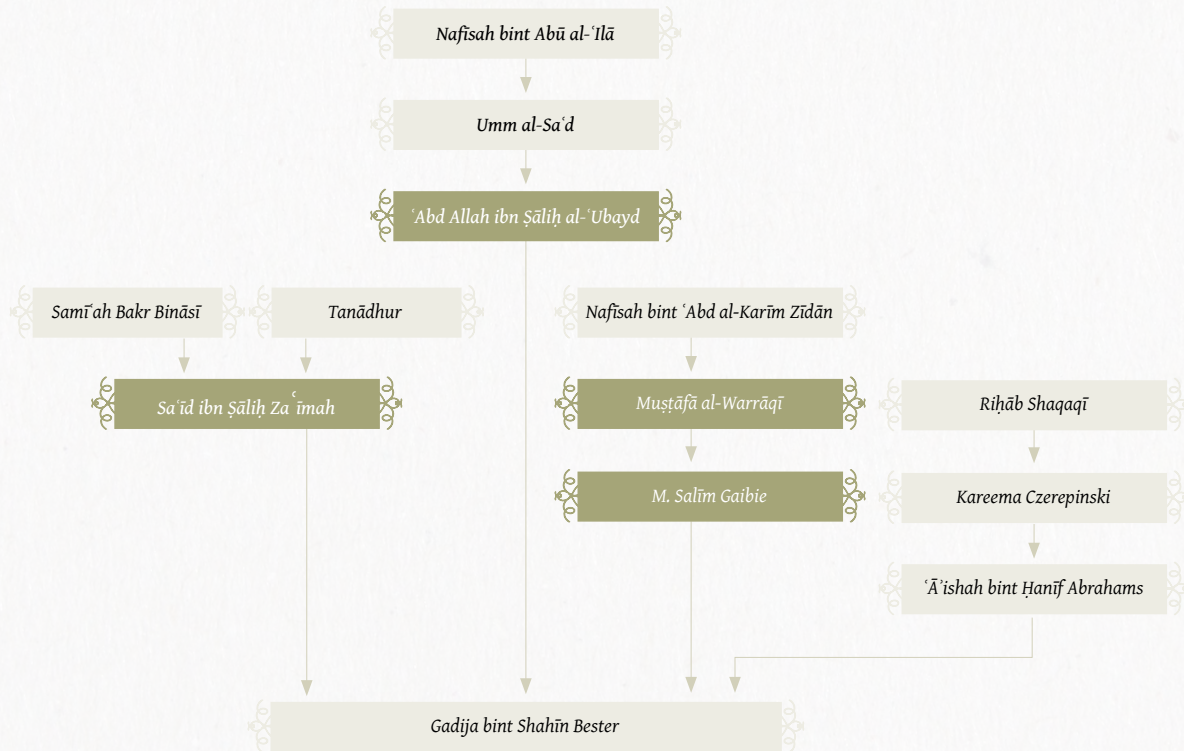 Nafīsah bint Abū al-ʿIlā
Umm al-Saʿd
ʿAbd Allah ibn Ṣāliḥ al-ʿUbayd
Samīʿah Bakr Bināsī
Tanādhur
Nafīsah bint ʿAbd al-Karīm Zīdān
Saʿīd ibn Ṣāliḥ Zaʿīmah
Muṣṭāfā al-Warrāqī
Riḥāb Shaqaqī
M. Salīm Gaibie
Kareema Czerepinski
ʿĀʾishah bint Ḥanīf Abrahams
Gadija bint Shahīn Bester